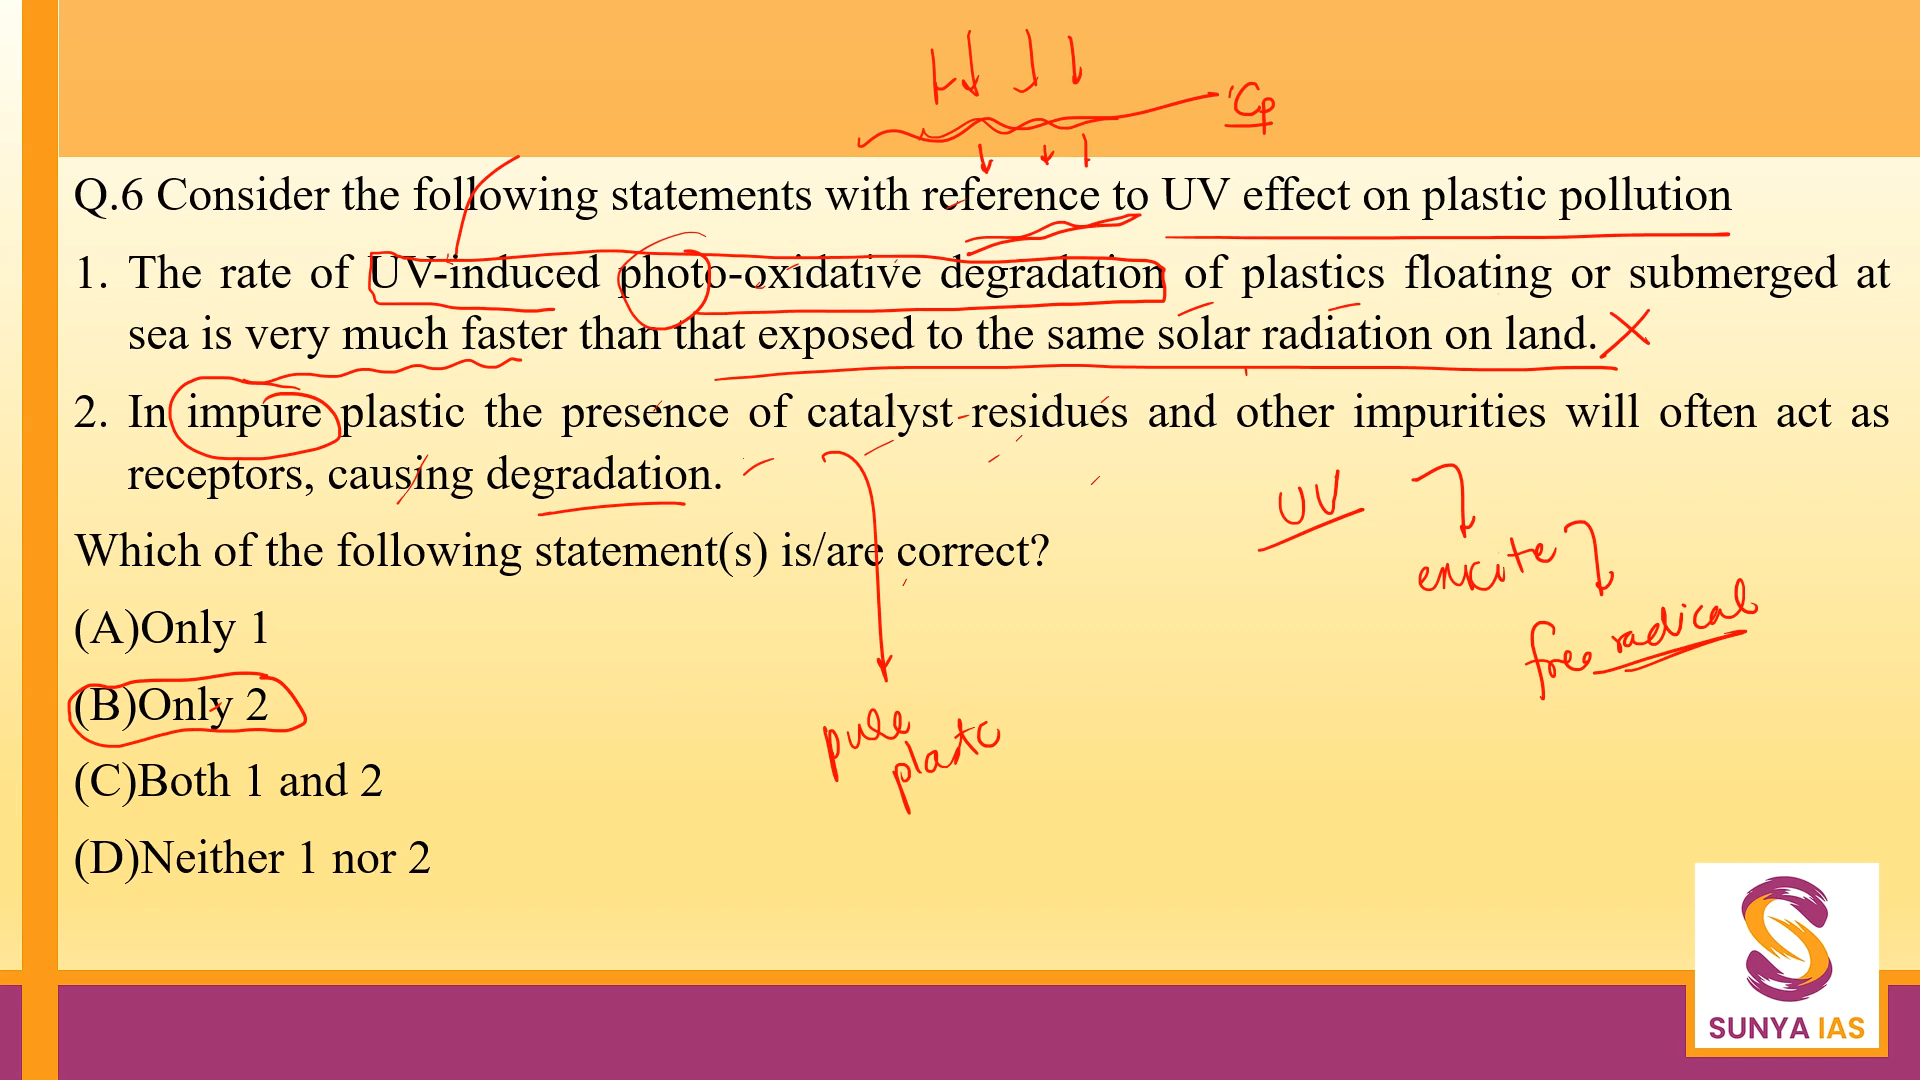 Cp
Q.6 Consider the following statements with reference to UV effect on plastic pollution
1. The rate of UV-induced photo-oxidative degradation of plastics floating or submerged at
sea is very much faster than that exposed to the same solar radiation on land.
2. In impure plastic the presence of catalyst residues and other impurities will often act as
receptors, causing degradation.
UV
Which of the following statement(s) is/are correct?
excite
(A)Only 1
free radical
(B)Only 2
pure
plastc
(C)Both 1 and 2
(D)Neither 1 nor 2
SUNYA IAS